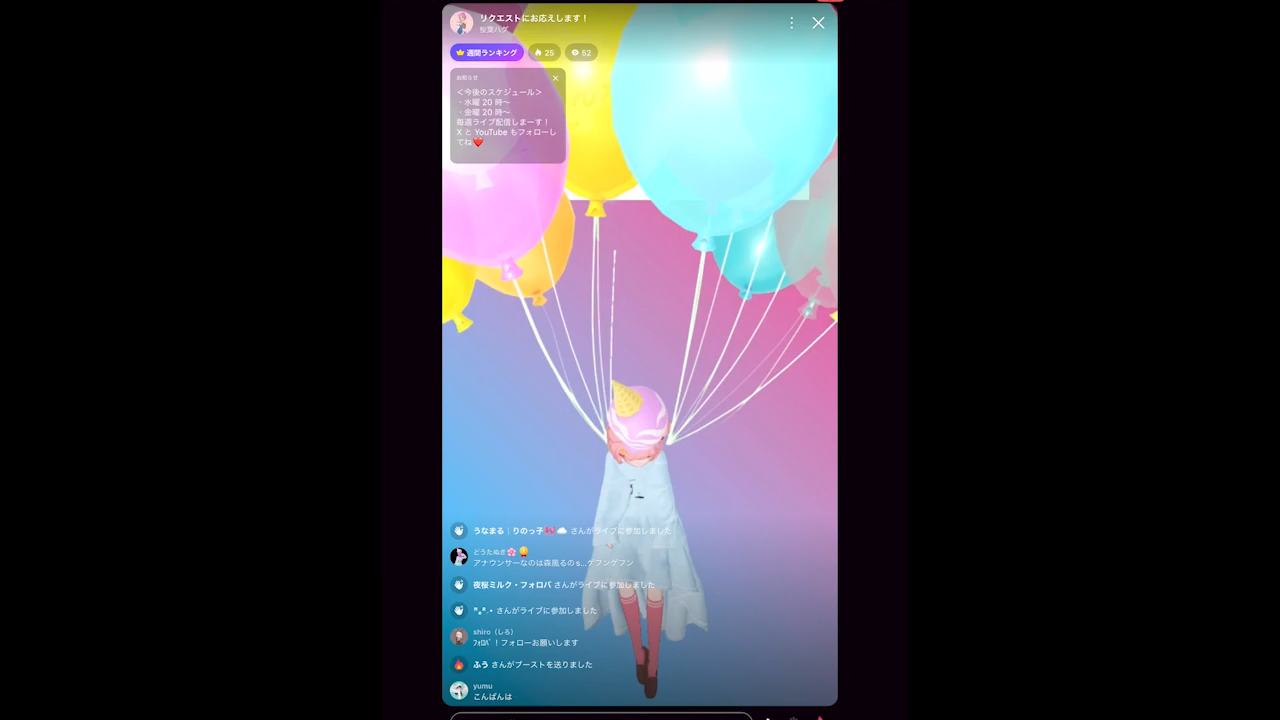 リクエストにお応えします！
桜葉ハダ
週間ランキング
25
52
お知らせ
＜今後のスケジュール＞
・水曜 20 時〜
・金曜 20 時〜
毎週ライブ配信しまーす！
X と YouTube もフォローし
てね❤️
うなまる｜りのっ子🎀☁️ さんがライブに参加しました
どうたぬき🌸
アナウンサーなのは森風るのs...ゲフンゲフン
夜桜ミルク・フォロバ さんがライブに参加しました
さんがライブに参加しました
shiro（しろ）
ﾌｫﾛﾊﾞ！フォローお願いします
ふう さんがブーストを送りました
yumu
こんばんは